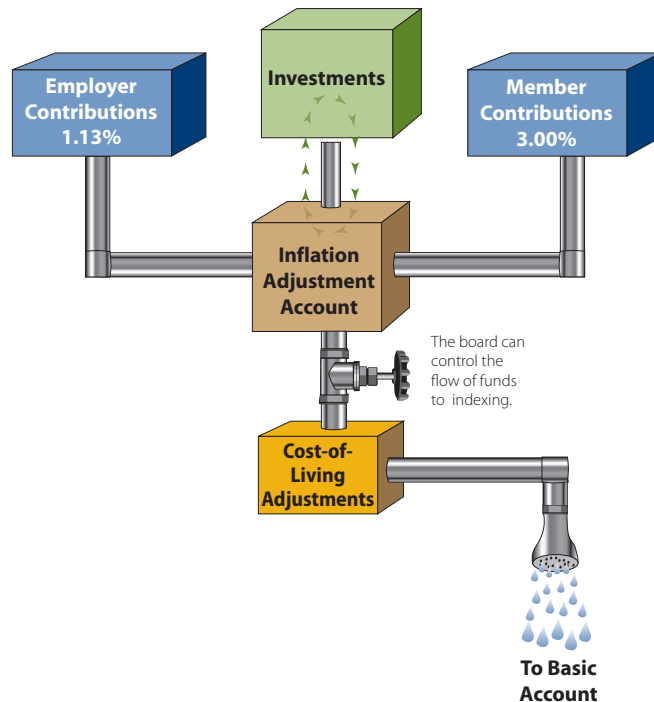 Employer
Contributions
1.13%
Investments
Member
Contributions
3.00%
Inflation
Adjustment
Account
The board can
control the
flow of funds
to indexing.
Cost-of-
Living
Adjustments
To Basic
Account